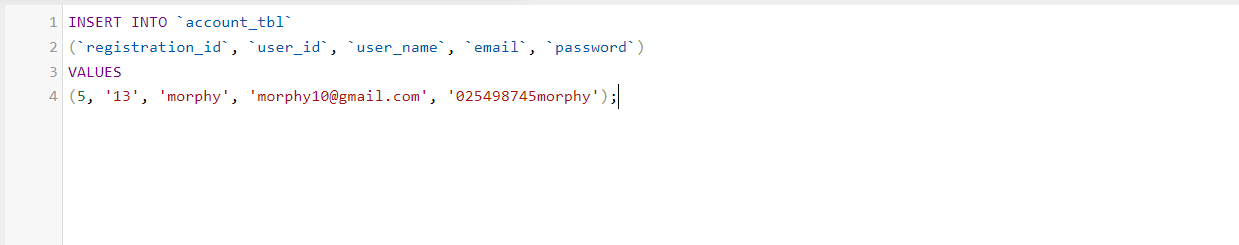 1 INSERT INTO `account_tbl`
2 (`registration_id`, `user_id`, `user_name`, `email`, `password`)
3 VALUES
4 (5, '13', 'morphy', 'morphy10@gmail.com', '025498745morphy');